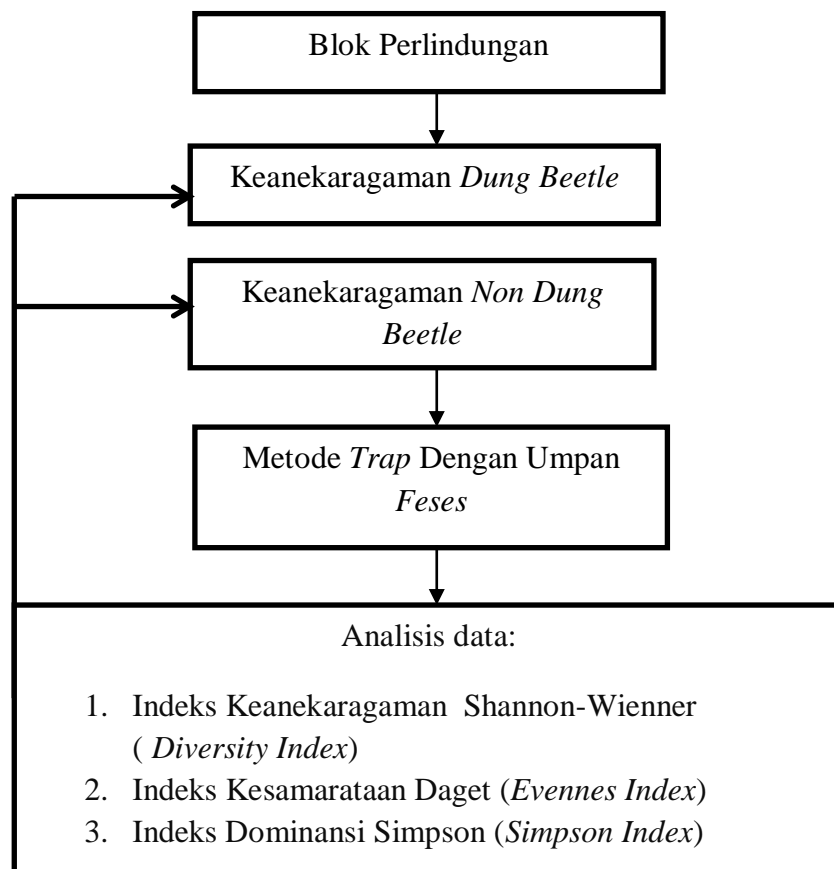 Blok Perlindungan
Keanekaragaman Dung Beetle
Keanekaragaman Non Dung
Beetle
Metode Trap Dengan Umpan
Feses
Analisis data:
1. Indeks Keanekaragaman Shannon-Wienner
( Diversity Index)
2. Indeks Kesamarataan Daget (Evennes Index)
3. Indeks Dominansi Simpson (Simpson Index)